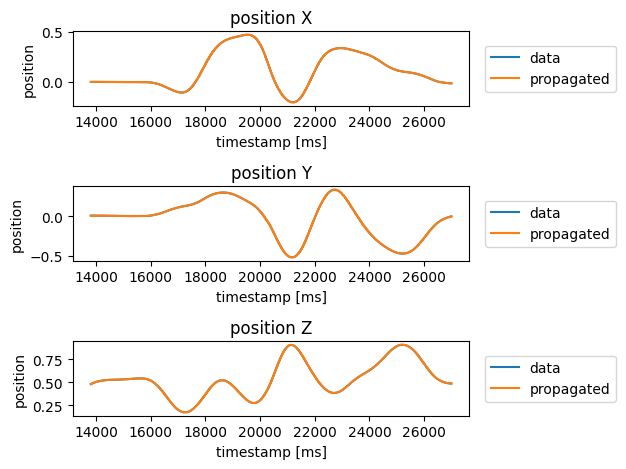 position X
0.5
0.0
position
14000 16000 18000 20000 22000 24000 26000
timestamp [ms]
data
propagated
position Y
0.0
−0.5
position
14000 16000 18000 20000 22000 24000 26000
timestamp [ms]
data
propagated
position Z
0.75
0.50
0.25
position
14000 16000 18000 20000 22000 24000 26000
timestamp [ms]
data
propagated